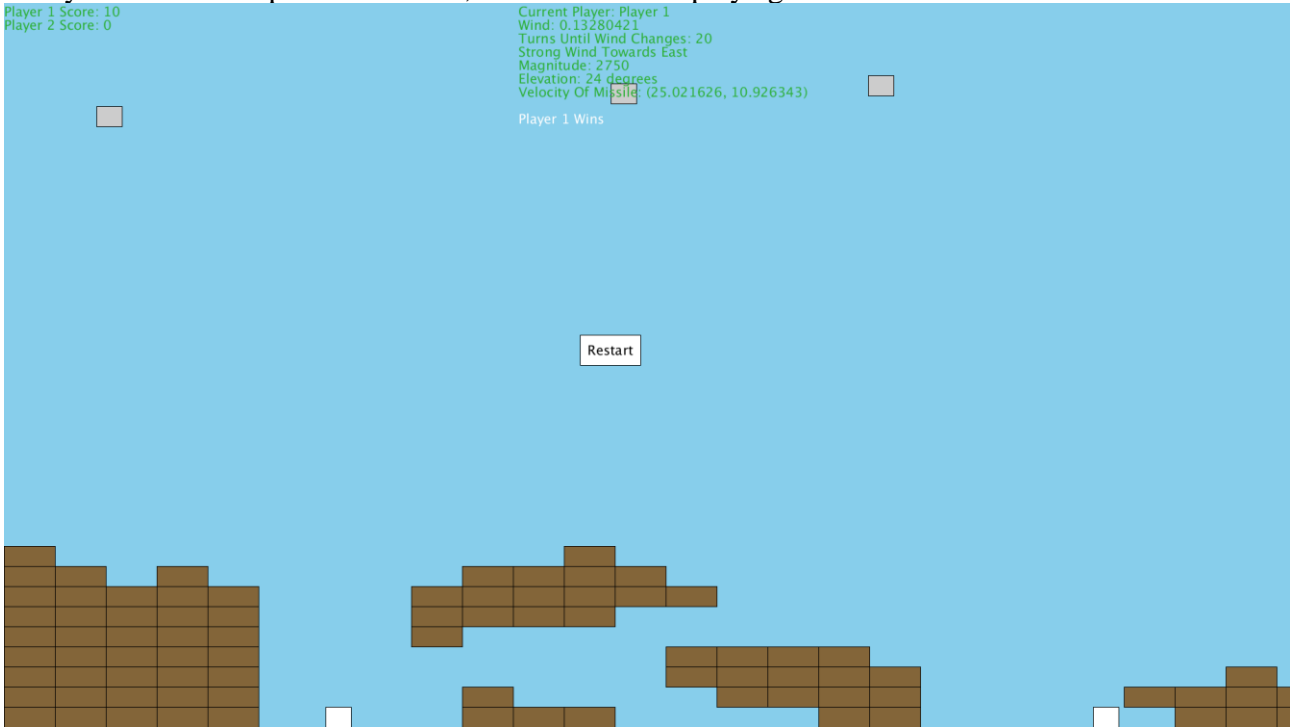 Player 1 Score: 10
Player 2 Score: 0
Current Player: Player 1
Wind: 0.13280421
Turns Until Wind Changes: 20
Strong Wind Towards East
Magnitude: 2750
Elevation: 24 degrees
Velocity Of Missile: (25.021626, 10.926343)
Player 1 Wins
Restart